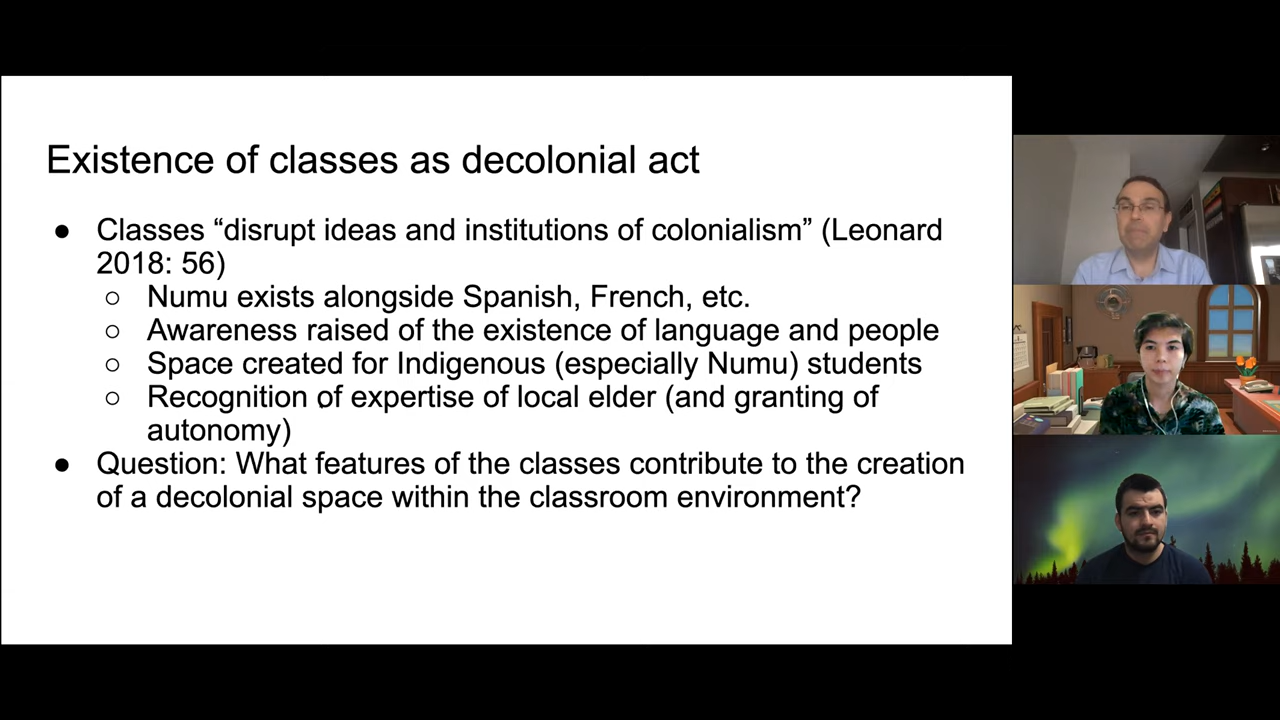 Existence of classes as decolonial act
● Classes “disrupt ideas and institutions of colonialism” (Leonard
2018: 56)
○ Numu exists alongside Spanish, French, etc.
○ Awareness raised of the existence of language and people
○ Space created for Indigenous (especially Numu) students
○ Recognition of expertise of local elder (and granting of
autonomy)
● Question: What features of the classes contribute to the creation
of a decolonial space within the classroom environment?